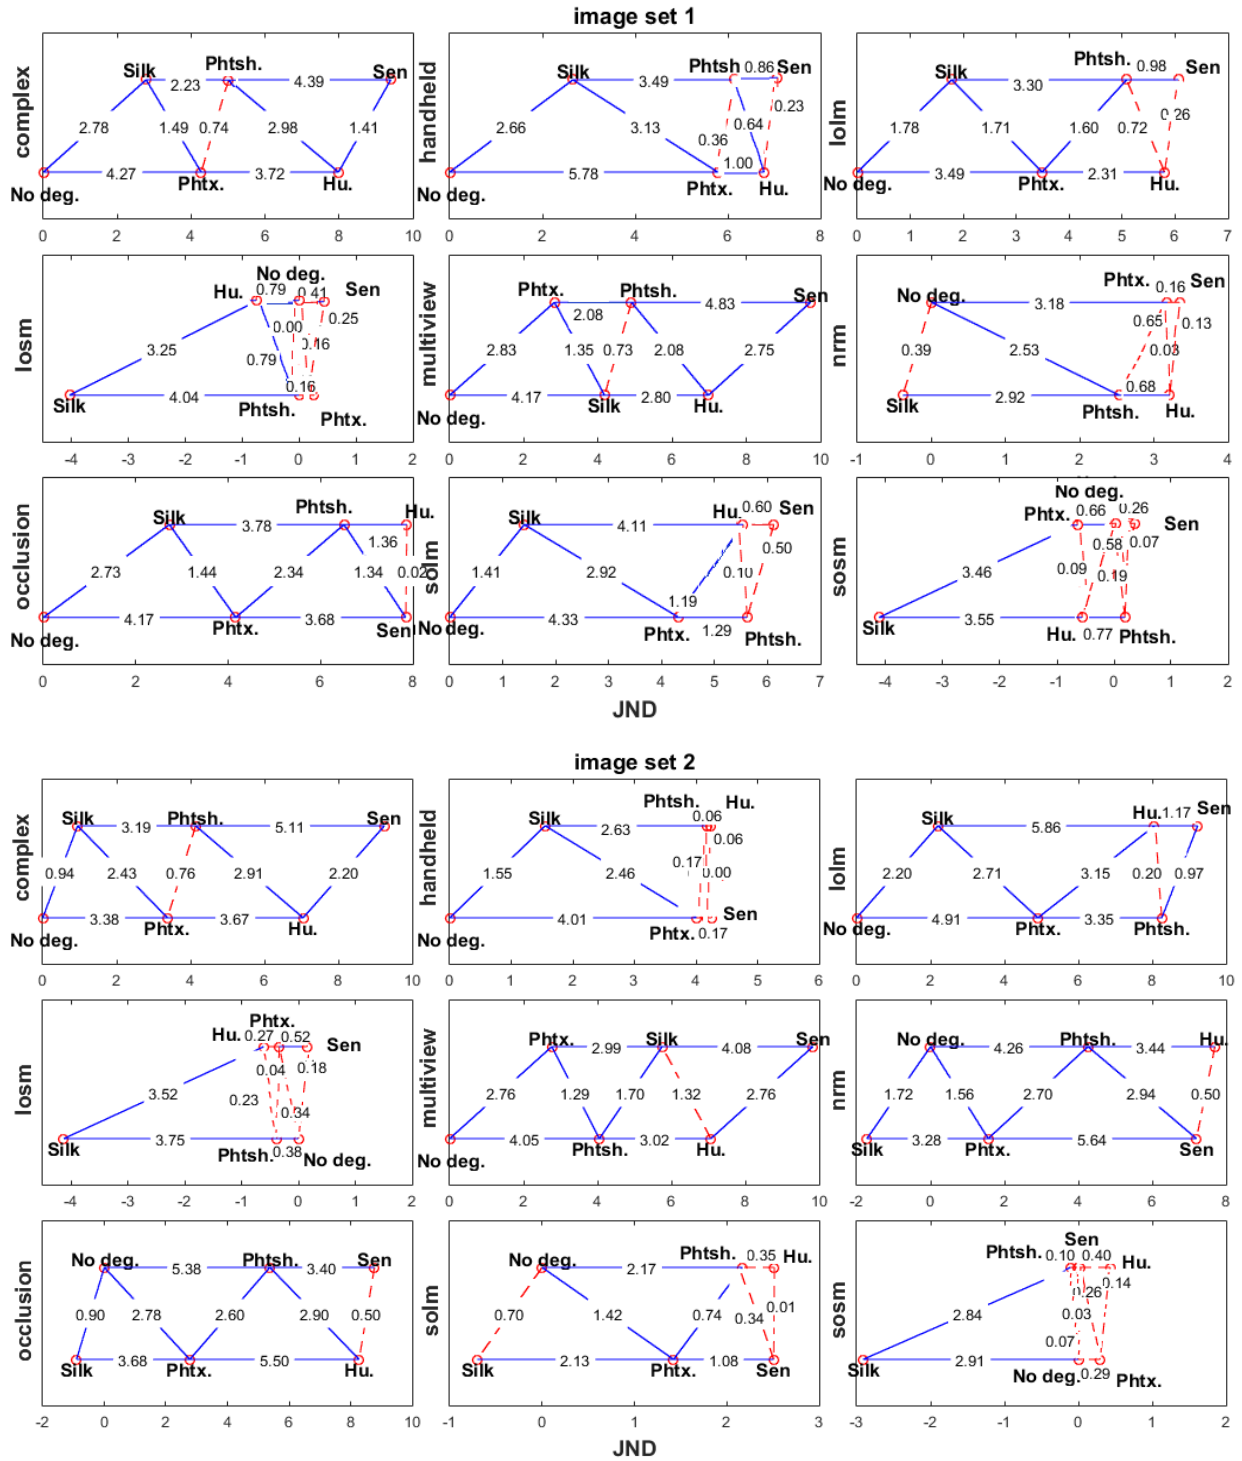 image set 1
complex
Silk 2.23 Phtsh. 4.39 Sen
2.78 1.49 0.74 2.98 1.41
No deg. 4.27 Phtx. 3.72 Hu.
0 2 4 6 8 10
handheld
Silk 3.49 Phtsh 0.86 Sen
2.66 3.13 0.36 0.64 0.23
No deg. 5.78 Phtx. 1.00 Hu.
0 2 4 6 8
lolm
Silk 3.30 Phtsh. 0.98 Sen
1.78 1.71 1.60 0.72 0.26
No deg. 3.49 Phtx. 2.31 Hu.
0 1 2 3 4 5 6 7
losm
Hu. 0.79 No deg. 0.41 Sen
3.25 0.79 0.00 0.16 0.25
Silk 4.04 Phtsh. 0.16 Phtx.
-4 -3 -2 -1 0 1 2
multiview
Phtx. 2.08 Phtsh. 4.83 Sen
2.83 1.35 0.73 2.08 2.75
No deg. 4.17 Silk 2.80 Hu.
0 2 4 6 8 10
nrm
No deg. 3.18 Phtx. 0.16 Sen
0.39 2.53 0.65 0.03 0.13
Silk 2.92 Phtsh. 0.68 Hu.
-1 0 1 2 3 4
occlusion
Silk 3.78 Phtsh. 1.36 Hu.
2.73 1.44 2.34 1.34 0.02
No deg. 4.17 Phtx. 3.68 Sen
0 2 4 6 8
solm
Silk 4.11 Hu. 0.60 Sen
1.41 2.92 1.19 0.10 0.50
No deg. 4.33 Phtx. 1.29 Phtsh.
0 1 2 3 4 5 6 7
sosm
Phtx. 0.66 No deg. 0.26 Sen
3.46 0.09 0.58 0.19 0.07
Silk 3.55 Hu. 0.77 Phtsh.
-4 -3 -2 -1 0 1 2
JND
image set 2
complex
Silk 3.19 Phtsh. 5.11 Sen
0.94 2.43 0.76 2.91 2.20
No deg. 3.38 Phtx. 3.67 Hu.
0 2 4 6 8 10
handheld
Silk 2.63 Phtsh. 0.06 Hu.
1.55 2.46 0.17 0.00 0.06
No deg. 4.01 Phtx. 0.17 Sen
0 1 2 3 4 5 6
lolm
Silk 5.86 Hu. 1.17 Sen
2.20 2.71 3.15 0.20 0.97
No deg. 4.91 Phtx. 3.35 Phtsh.
0 2 4 6 8 10
losm
Hu. 0.27 Phtx. 0.52 Sen
3.52 0.23 0.04 0.34 0.18
Silk 3.75 Phtsh. 0.38 No deg.
-4 -3 -2 -1 0 1 2
multiview
Phtx. 2.99 Silk 4.08 Sen
2.76 1.29 1.70 1.32 2.76
No deg. 4.05 Phtsh. 3.02 Hu.
0 2 4 6 8 10
nrm
No deg. 4.26 Phtsh. 3.44 Hu.
1.72 1.56 2.70 2.94 0.50
Silk 3.28 Phtx. 5.64 Sen
-2 0 2 4 6 8
occlusion
No deg. 5.38 Phtsh. 3.40 Sen
0.90 2.78 2.60 2.90 0.50
Silk 3.68 Phtx. 5.50 Hu.
-2 0 2 4 6 8 10
solm
No deg. 2.17 Phtsh. 0.35 Hu.
0.70 1.42 0.74 0.34 0.01
Silk 2.13 Phtx. 1.08 Sen
-1 0 1 2 3
sosm
Phtsh. 0.10 Sen 0.40 Hu.
2.84 0.07 0.03 0.26 0.14
Silk 2.91 No deg. 0.29 Phtx.
-3 -2 -1 0 1 2
JND